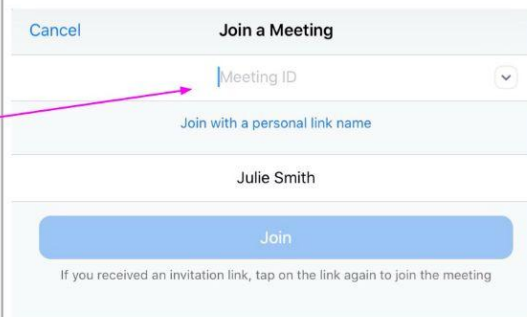 Cancel Join a Meeting
Meeting ID
Join with a personal link name
Julie Smith
Join
If you received an invitation link, tap on the link again to join the meeting